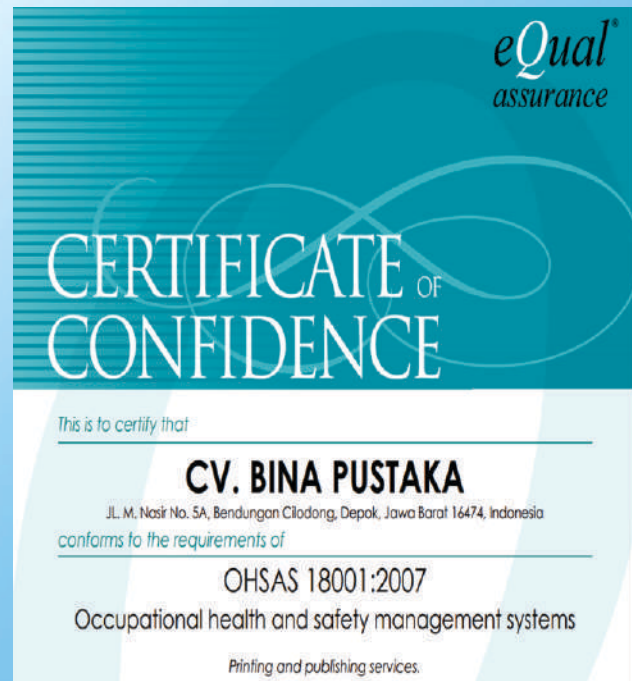 eQual®
assurance
CERTIFICATE OF
CONFIDENCE
This is to certify that
CV. BINA PUSTAKA
JL. M. Nasir No. 5A, Bendungan Cilodong, Depok, Jawa Barat 16474, Indonesia
conforms to the requirements of
OHSAS 18001:2007
Occupational health and safety management systems
Printing and publishing services.